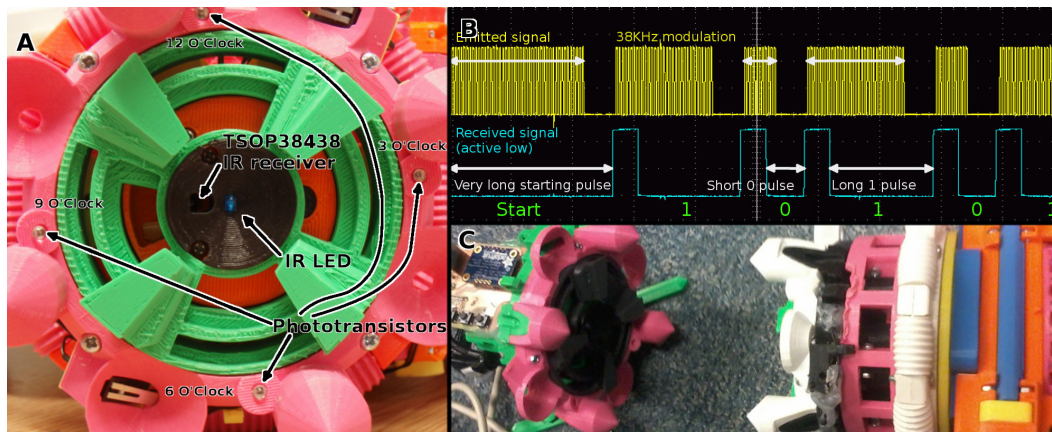 A
12 O'Clock
TSOP38438
IR receiver
3 O'Clock
9 O'Clock
IR LED
Phototransistors
6 O'Clock
B
Emitted signal
38KHz modulation
Received signal
(active low)
Very long starting pulse
Short 0 pulse
Long 1 pulse
Start
1
0
1
0
1
C